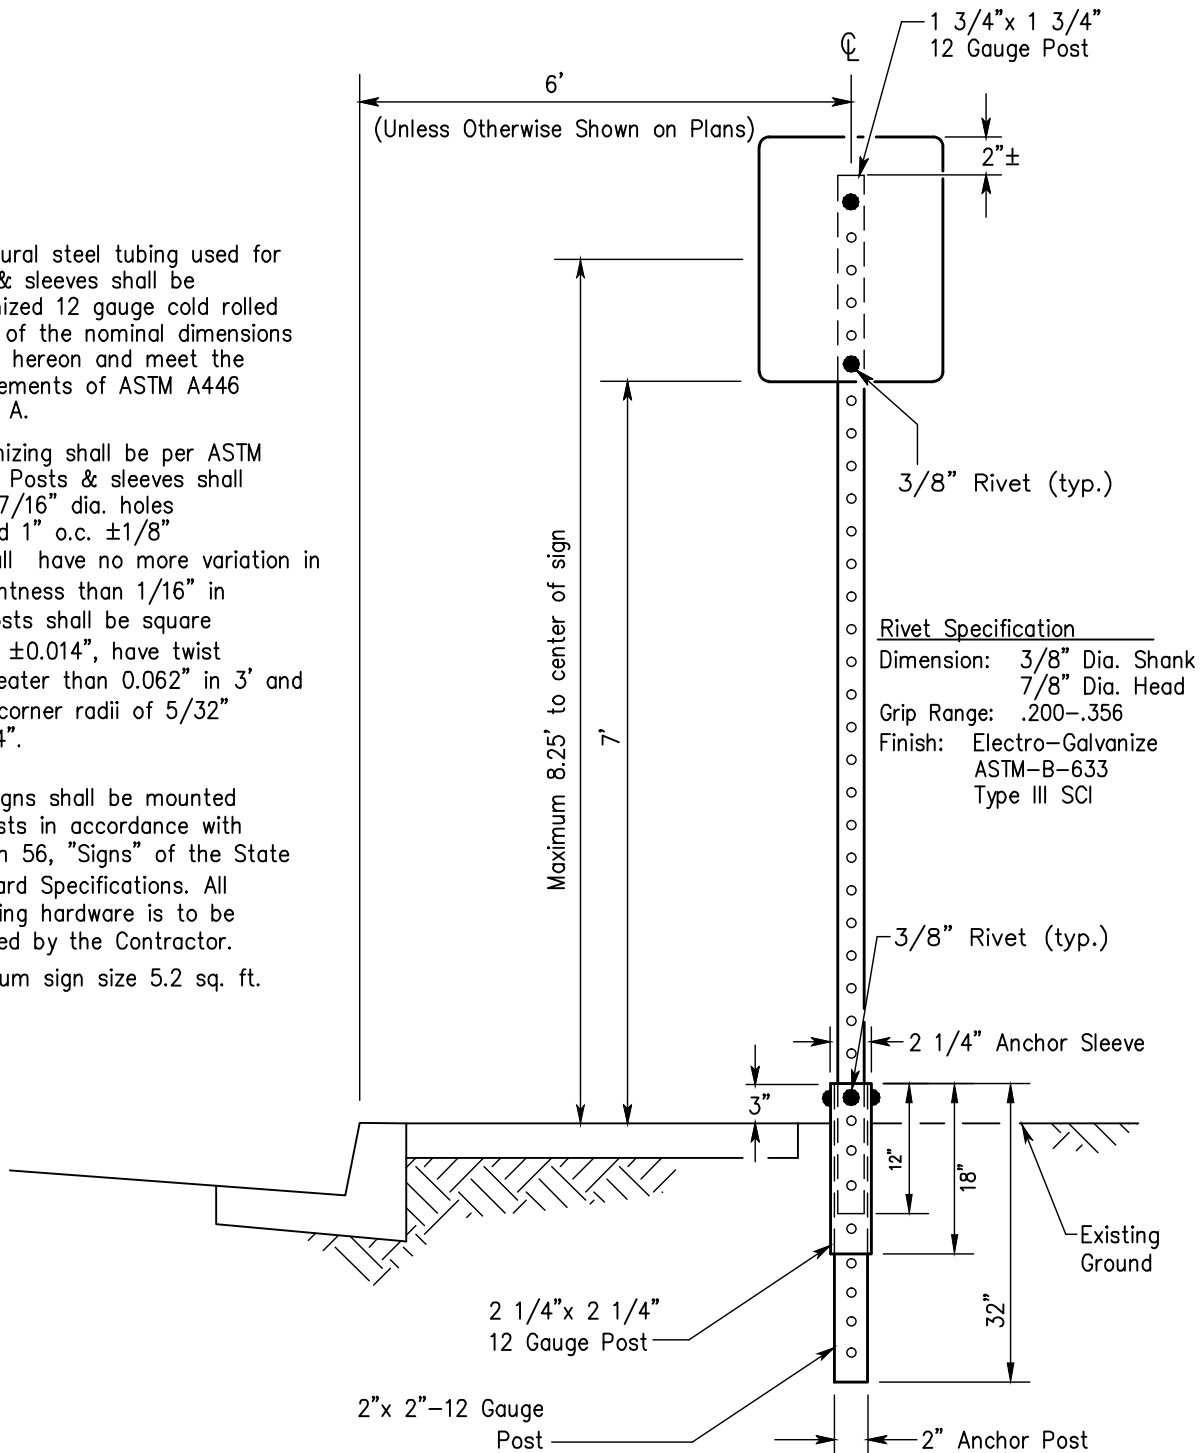 1 3/4"x 1 3/4"
12 Gauge Post
℄
6'
(Unless Otherwise Shown on Plans)
2"±
ural steel tubing used for
& sleeves shall be
nized 12 gauge cold rolled
of the nominal dimensions
hereon and meet the
ements of ASTM A446
A.
nizing shall be per ASTM
Posts & sleeves shall
7/16" dia. holes
d 1" o.c. ±1/8"
all have no more variation in
ntness than 1/16" in
sts shall be square
±0.014", have twist
eater than 0.062" in 3' and
corner radii of 5/32"
4".
igns shall be mounted
sts in accordance with
n 56, "Signs" of the State
ard Specifications. All
ing hardware is to be
ed by the Contractor.
um sign size 5.2 sq. ft.
Maximum 8.25' to center of sign
7'
3/8" Rivet (typ.)
Rivet Specification
Dimension: 3/8" Dia. Shank
7/8" Dia. Head
Grip Range: .200-.356
Finish: Electro-Galvanize
ASTM-B-633
Type III SCI
3/8" Rivet (typ.)
2 1/4" Anchor Sleeve
3"
12"
18"
32"
Existing
Ground
2 1/4"x 2 1/4"
12 Gauge Post
2"x 2"-12 Gauge
Post
2" Anchor Post